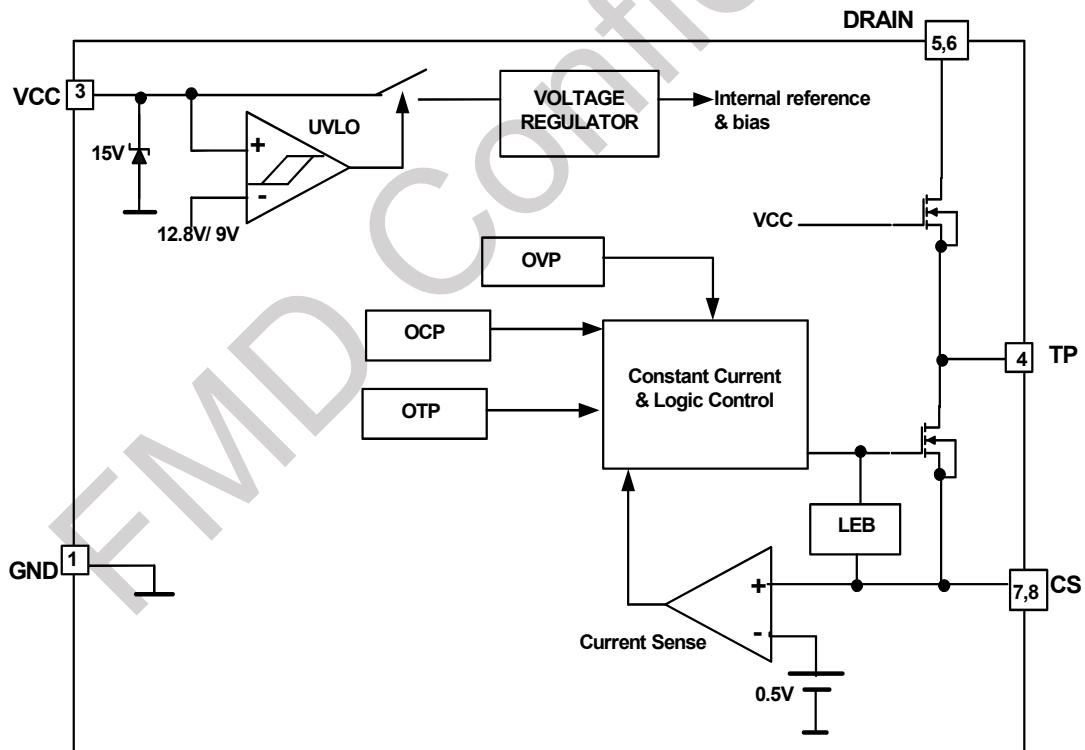 DRAIN
5,6
VCC
3
UVLO
VOLTAGE
REGULATOR
Internal reference
& bias
15V
+
-
12.8V/ 9V
VCC
OVP
OCP
OTP
Constant Current
& Logic Control
4
TP
LEB
GND
1
+
-
7,8
CS
Current Sense
0.5V
FMD Confid